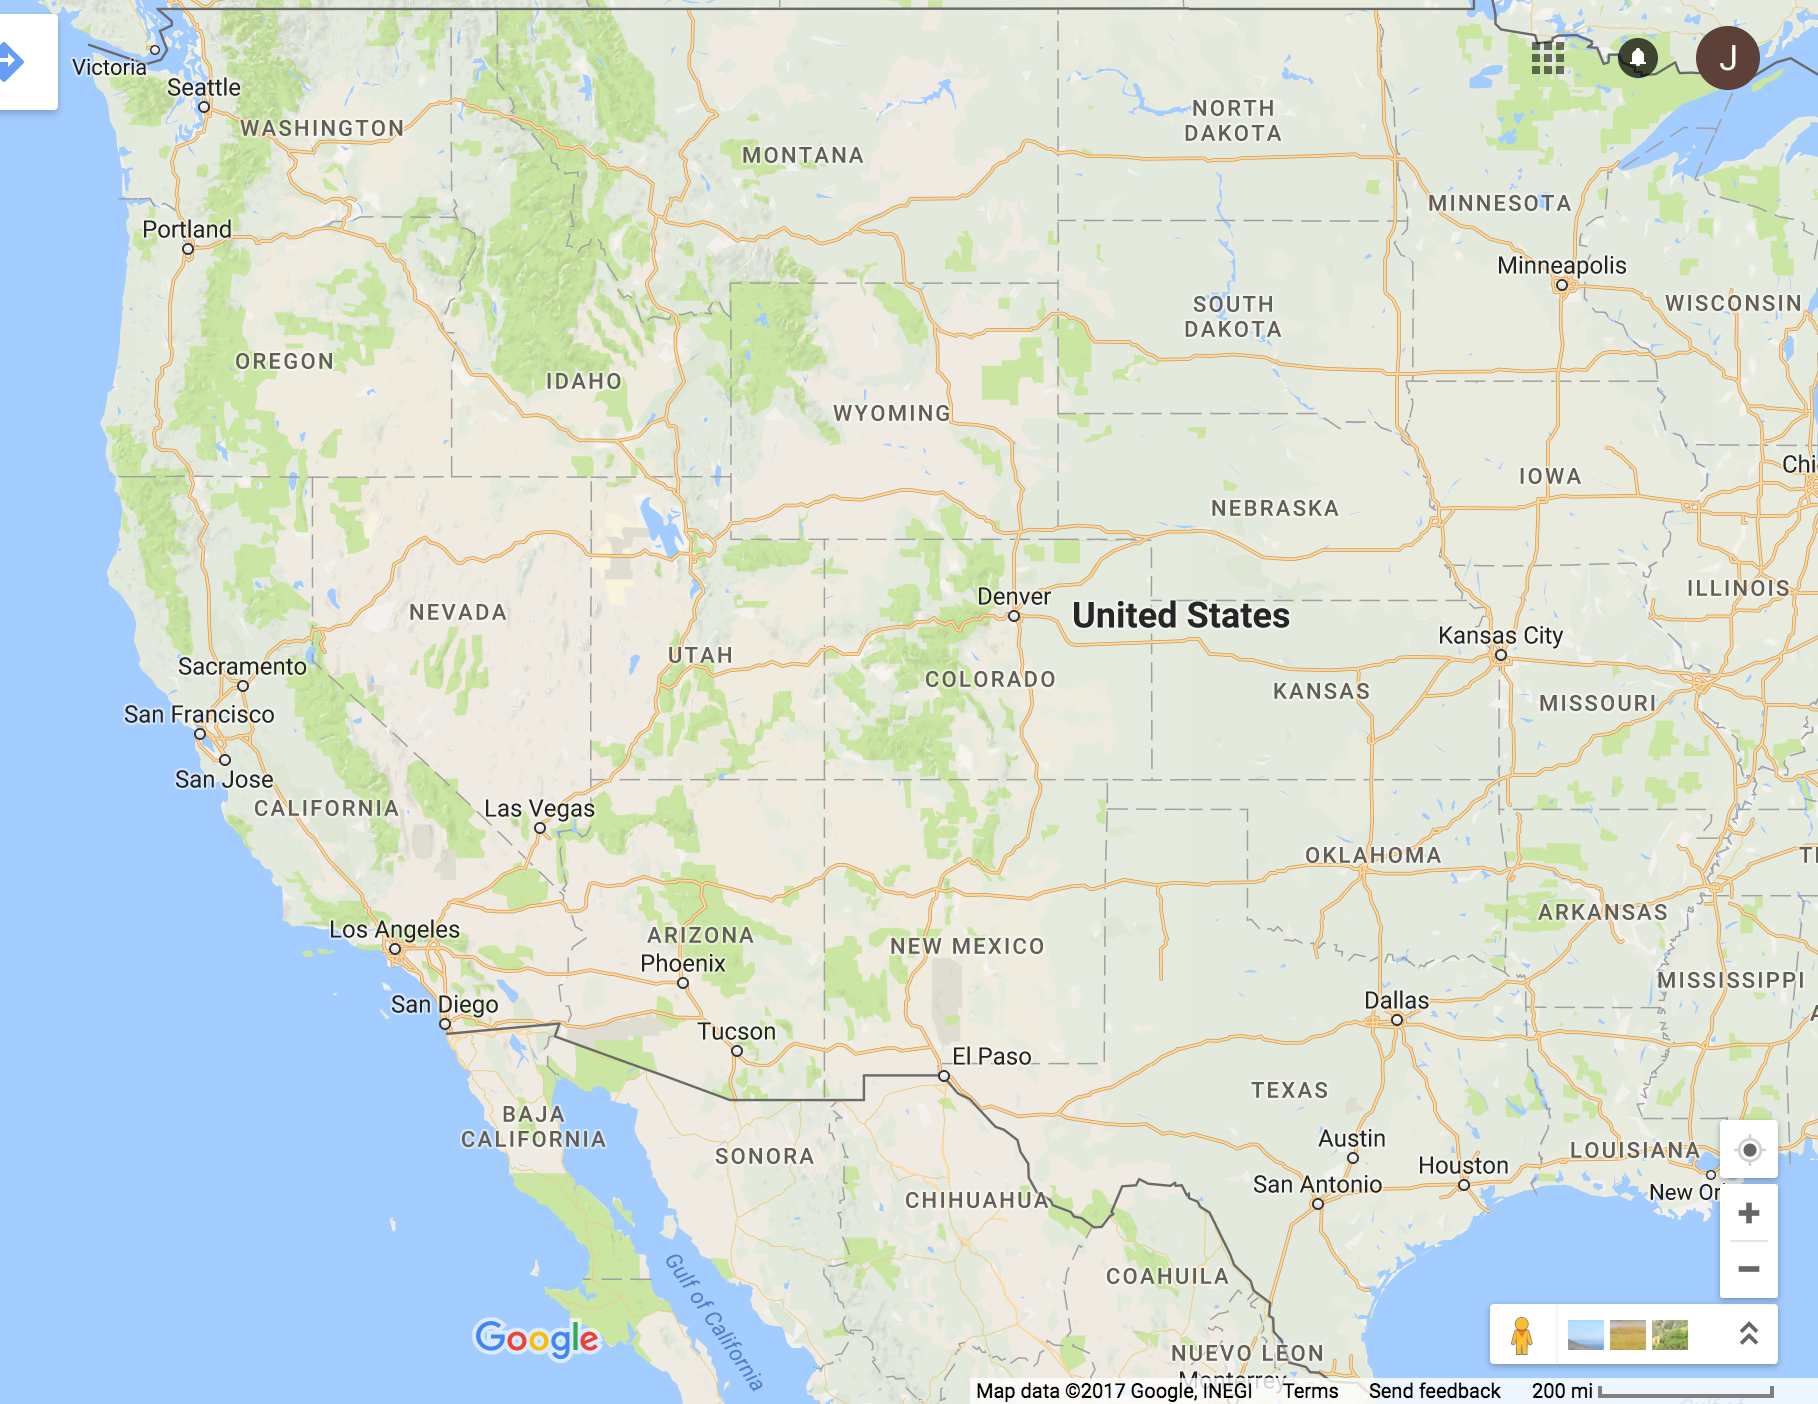 Victoria
Seattle
J
NORTH
DAKOTA
WASHINGTON
MONTANA
MINNESOTA
Portland
Minneapolis
SOUTH
DAKOTA
WISCONSIN
OREGON
IDAHO
WYOMING
Chi
IOWA
NEBRASKA
ILLINOIS
Denver
United States
NEVADA
Kansas City
UTAH
Sacramento
COLORADO
KANSAS
MISSOURI
San Francisco
San Jose
CALIFORNIA
Las Vegas
OKLAHOMA
TE
ARKANSAS
Los Angeles
ARIZONA
NEW MEXICO
Phoenix
MISSISSIPPI
San Diego
Dallas
Tucson
El Paso
TEXAS
BAJA
CALIFORNIA
Austin
SONORA
LOUISIANA
Houston
San Antonio
New Or
CHIHUAHUA
COAHUILA
Gulf of California
Google
NUEVO LEON
Monterrey
Map data ©2017 Google, INEGI Terms Send feedback 200 mi